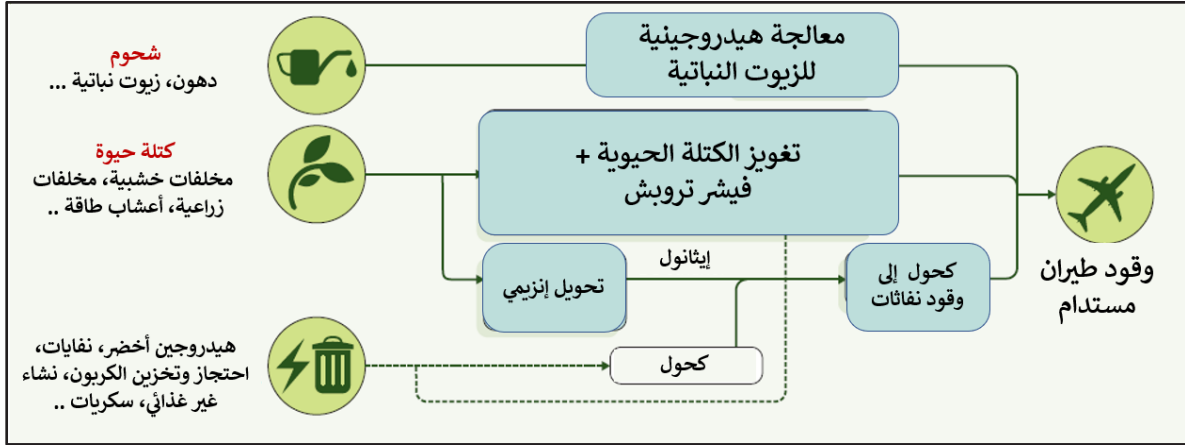 شحوم
دهون، زيوت نباتية ...
معالجة هيدروجينية
للزيوت النباتية
كتلة حيوة
مخلفات خشبية، مخلفات
زراعية، أعشاب طاقة ..
تغويز الكتلة الحيوية +
فيشر تروبش
وقود طيران
مستدام
تحويل إنزيمي
إيثانول
كحول إلى
وقود نفاثات
هيدروجين أخضر، نفايات،
احتجاز وتخزين الكربون، نشاء
غير غذائي، سكريات ..
كحول